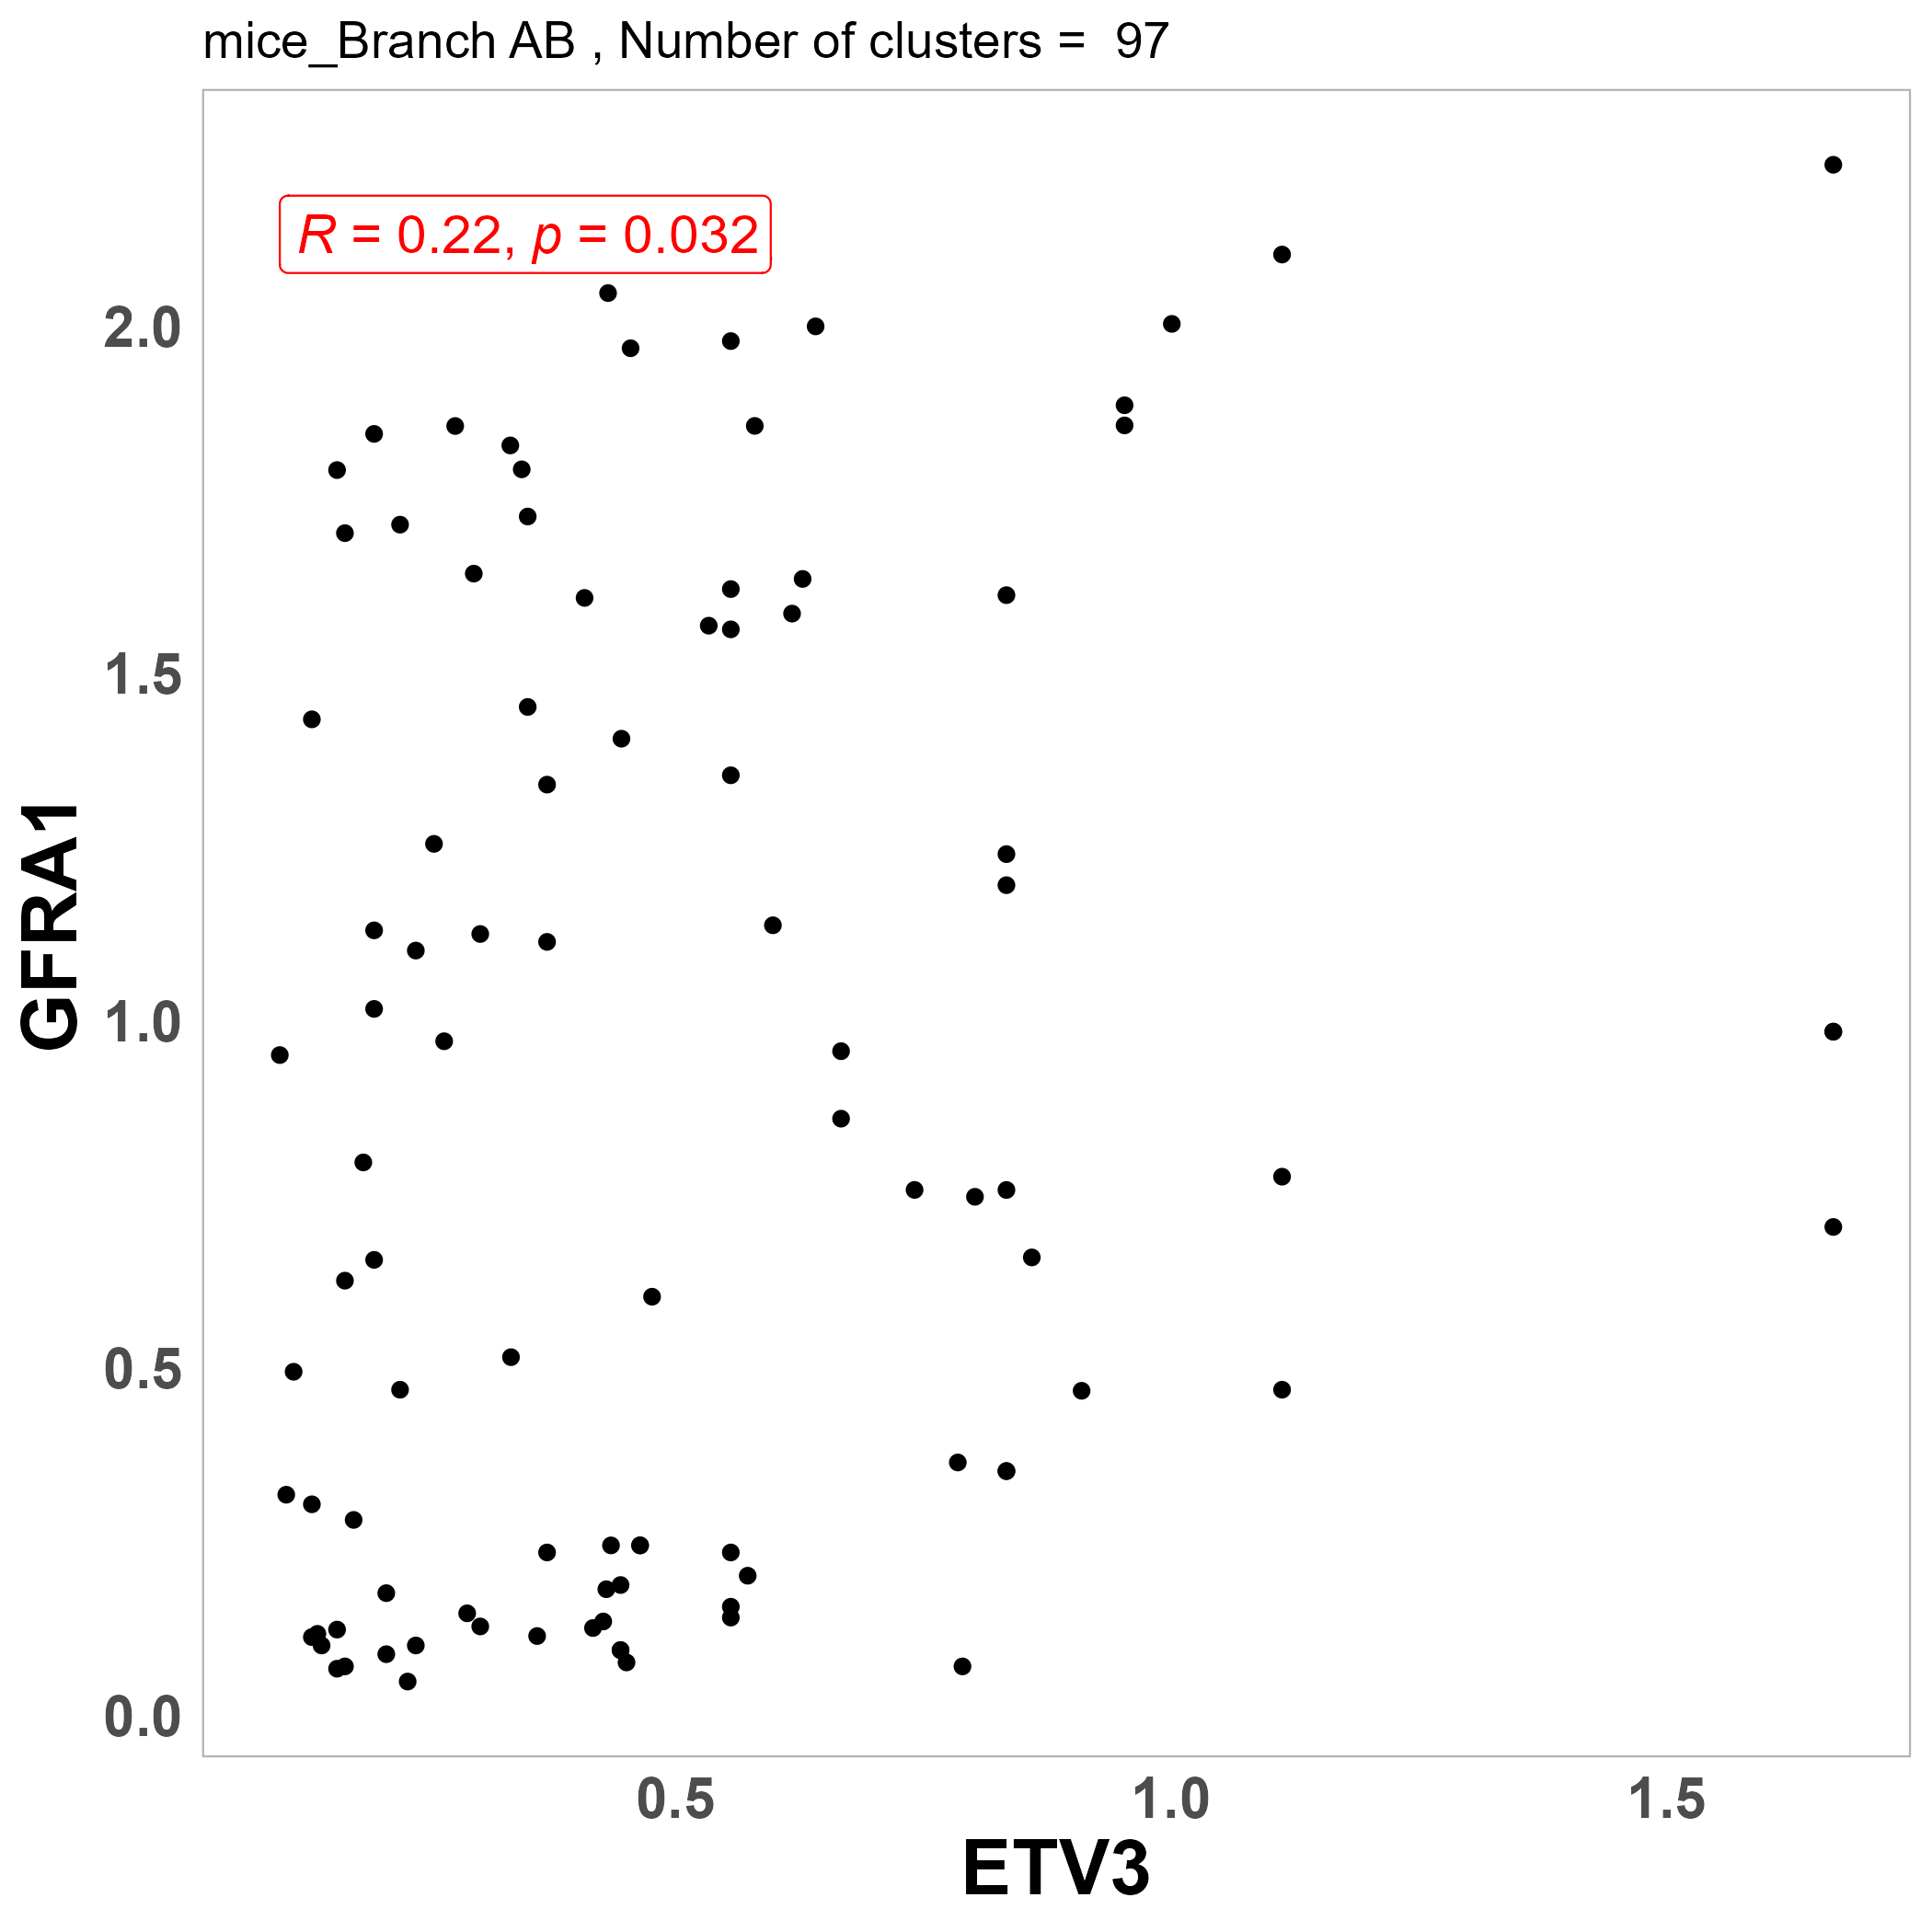 mice_Branch AB , Number of clusters =  97
R = 0.22, p = 0.032
2.0
1.5
1.0
0.5
0.0
GFRA1
0.5
1.0
1.5
ETV3